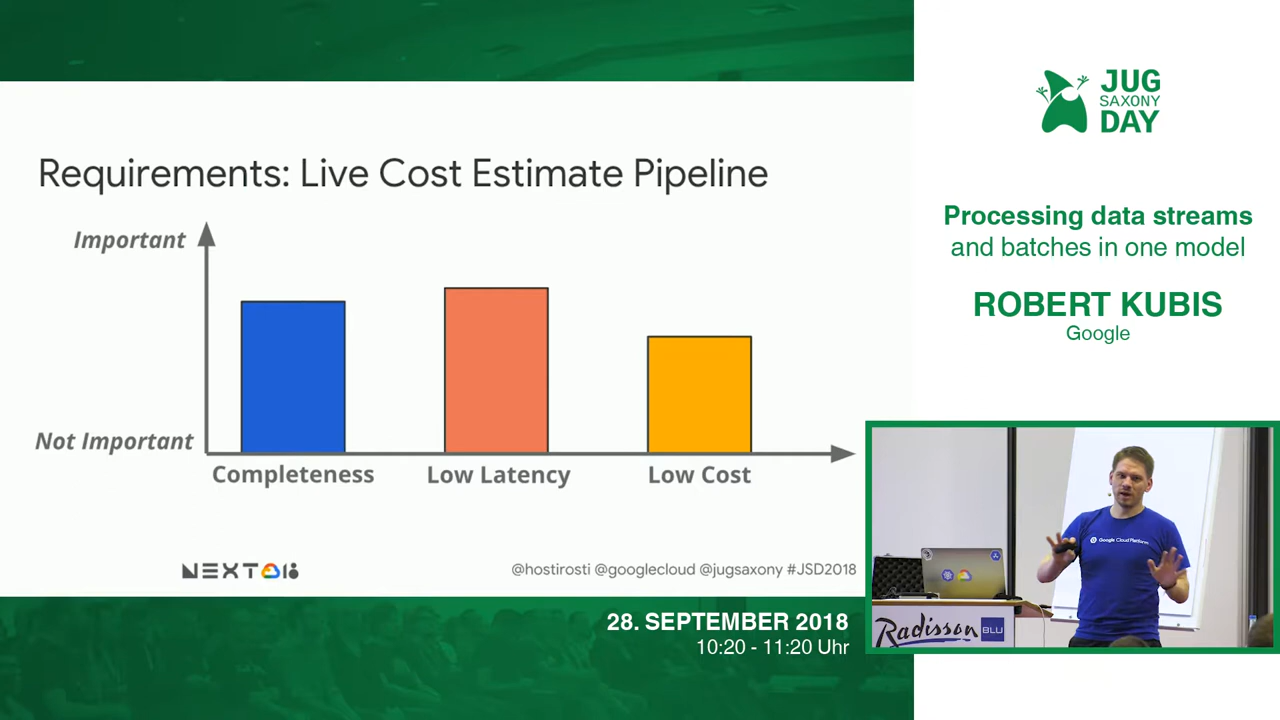 Requirements: Live Cost Estimate Pipeline
Important
Not Important
Completeness
Low Latency
Low Cost
NEXT18
@hostirosti @googlecloud @jugsaxony #JSD2018
28. SEPTEMBER 2018
10:20 - 11:20 Uhr
JUG
SAXONY
DAY
Processing data streams
and batches in one model
ROBERT KUBIS
Google
Google Cloud Platform
Radisson BLU